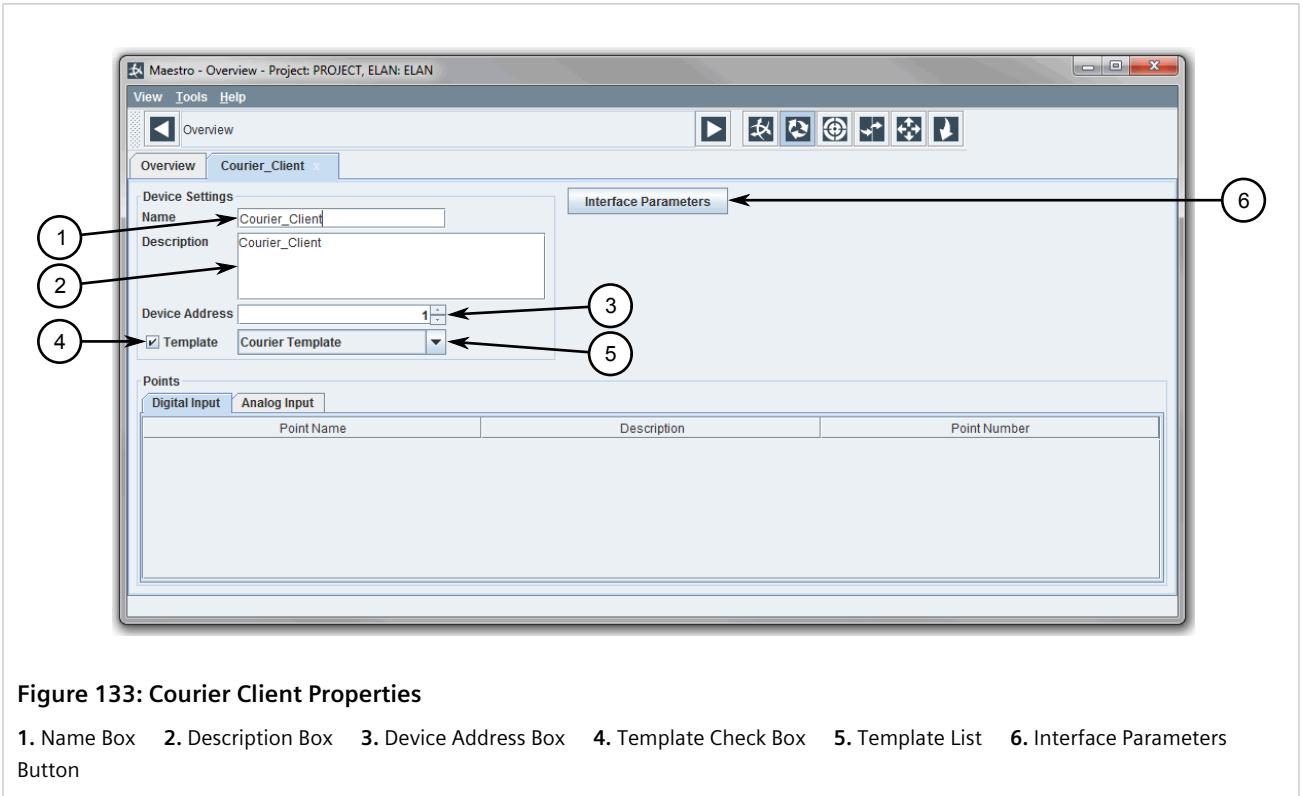 Maestro - Overview - Project: PROJECT, ELAN: ELAN
View Tools Help
Overview
Overview Courier_Client x
Device Settings
Interface Parameters
6
Name Courier_Client
1
Description Courier_Client
2
Device Address 1
3
4
Template Courier Template
5
Points
Digital Input Analog Input
Point Name Description Point Number
Figure 133: Courier Client Properties
1. Name Box 2. Description Box 3. Device Address Box 4. Template Check Box 5. Template List 6. Interface Parameters
Button